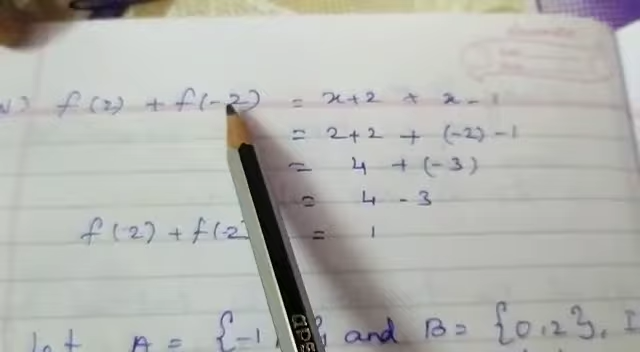 f(2) + f(-2) = x+2 + x-1
= 2+2 + (-2)-1
= 4 + (-3)
= 4 - 3
f(-2) + f(-2 = 1
Let A = {-1, and B = {0,2}, I
apsa